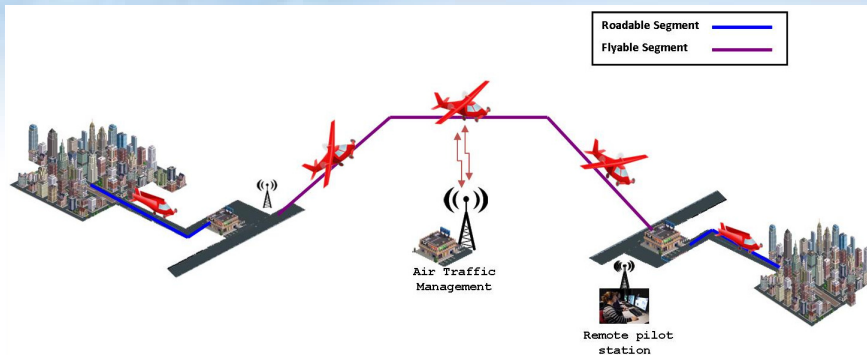 Roadable Segment
Flyable Segment
Air Traffic
Management
Remote pilot
station